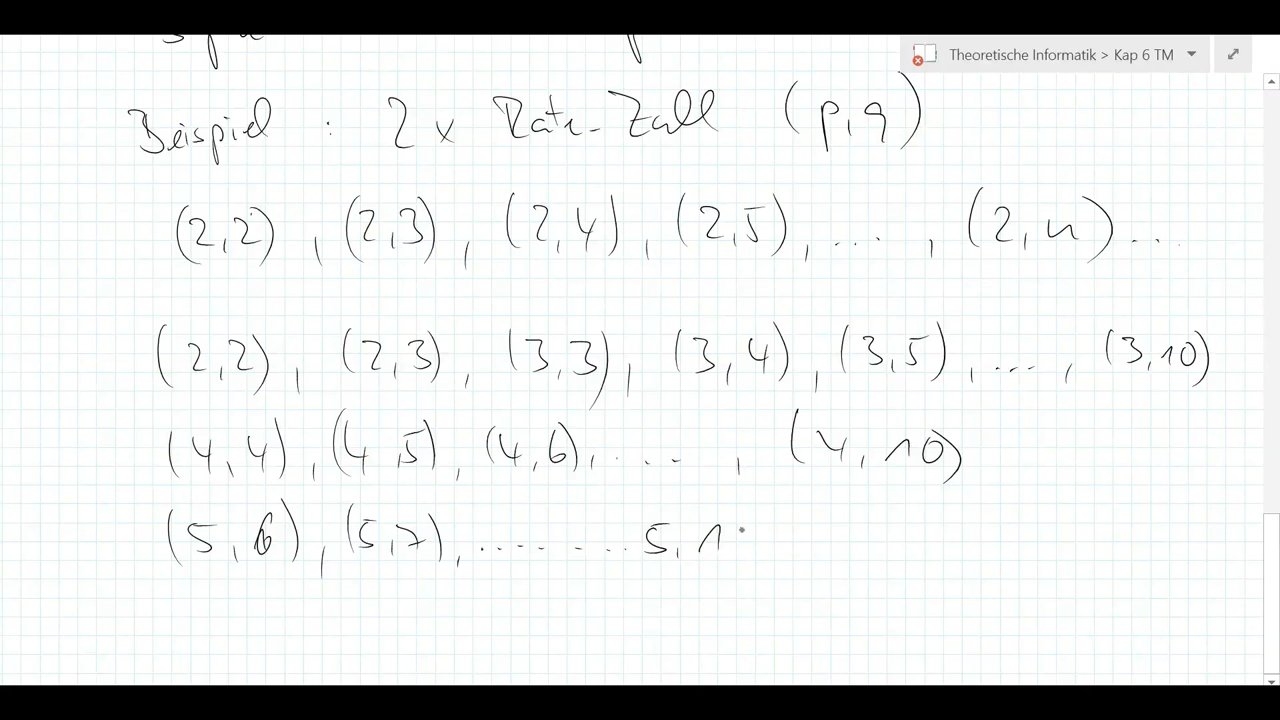 Theoretische Informatik > Kap 6 TM
Beispiel : 2 x Rate-Zahl (p,q)
(2,2) , (2,3) , (2,4) , (2,5) , .... , (2,n) ...
(2,2) , (2,3) , (3,3) , (3,4) , (3,5) , .... , (3,10)
(4,4) , (4,5) , (4,6) , .... , (4,10)
(5,6) , (5,7) , ........ 5,1